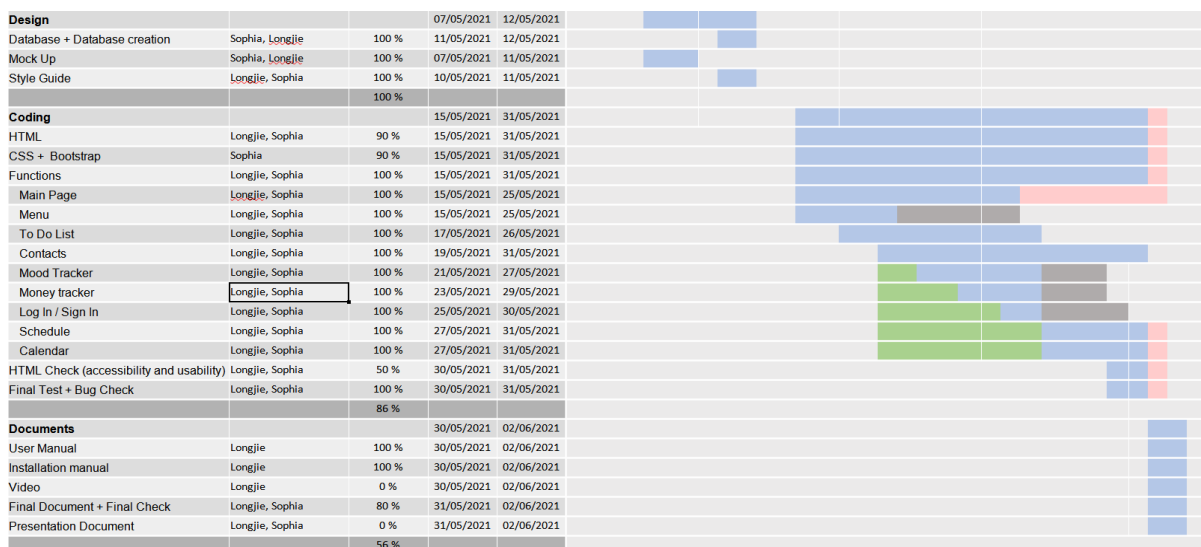 Design 07/05/2021 12/05/2021
Database + Database creation Sophia, Longjie 100 % 11/05/2021 12/05/2021
Mock Up Sophia, Longjie 100 % 07/05/2021 11/05/2021
Style Guide Longjie, Sophia 100 % 10/05/2021 11/05/2021
100 %
Coding 15/05/2021 31/05/2021
HTML Longjie, Sophia 90 % 15/05/2021 31/05/2021
CSS + Bootstrap Sophia 90 % 15/05/2021 31/05/2021
Functions Longjie, Sophia 100 % 15/05/2021 31/05/2021
Main Page Longjie, Sophia 100 % 15/05/2021 25/05/2021
Menu Longjie, Sophia 100 % 15/05/2021 25/05/2021
To Do List Longjie, Sophia 100 % 17/05/2021 26/05/2021
Contacts Longjie, Sophia 100 % 19/05/2021 31/05/2021
Mood Tracker Longjie, Sophia 100 % 21/05/2021 27/05/2021
Money tracker Longjie, Sophia 100 % 23/05/2021 29/05/2021
Log In / Sign In Longjie, Sophia 100 % 25/05/2021 30/05/2021
Schedule Longjie, Sophia 100 % 27/05/2021 31/05/2021
Calendar Longjie, Sophia 100 % 27/05/2021 31/05/2021
HTML Check (accessibility and usability) Longjie, Sophia 50 % 30/05/2021 31/05/2021
Final Test + Bug Check Longjie, Sophia 100 % 30/05/2021 31/05/2021
86 %
Documents 30/05/2021 02/06/2021
User Manual Longjie 100 % 30/05/2021 02/06/2021
Installation manual Longjie 100 % 30/05/2021 02/06/2021
Video Longjie 0 % 30/05/2021 02/06/2021
Final Document + Final Check Longjie, Sophia 80 % 31/05/2021 02/06/2021
Presentation Document Longjie, Sophia 0 % 31/05/2021 02/06/2021
56 %